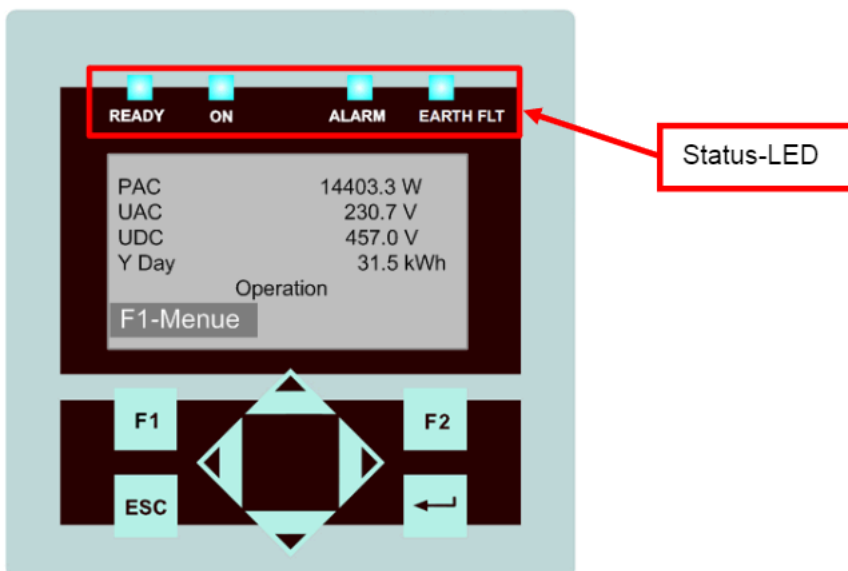 READY ON ALARM EARTH FLT
Status-LED
PAC 14403.3 W
UAC 230.7 V
UDC 457.0 V
Y Day 31.5 kWh
Operation
F1-Menue
F1 F2
ESC